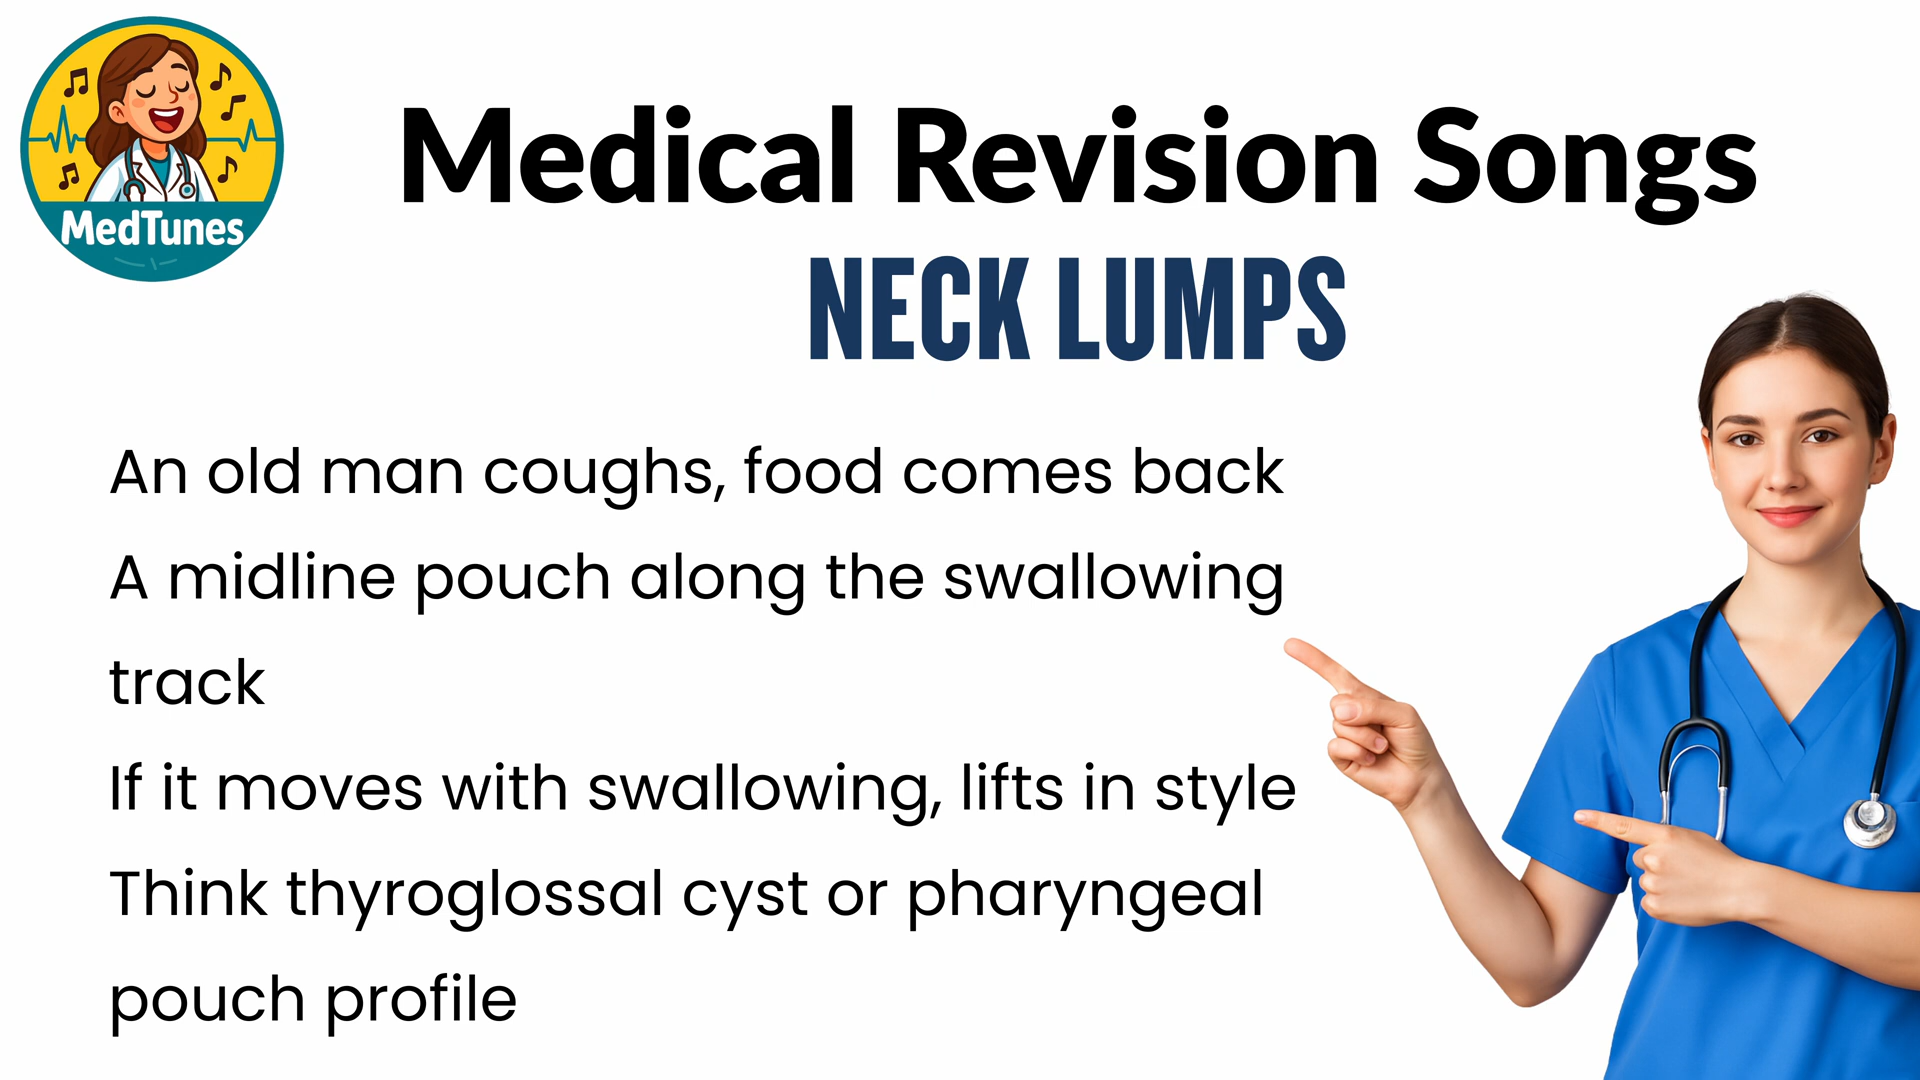 MedTunes
Medical Revision Songs
NECK LUMPS
An old man coughs, food comes back
A midline pouch along the swallowing
track
If it moves with swallowing, lifts in style
Think thyroglossal cyst or pharyngeal
pouch profile